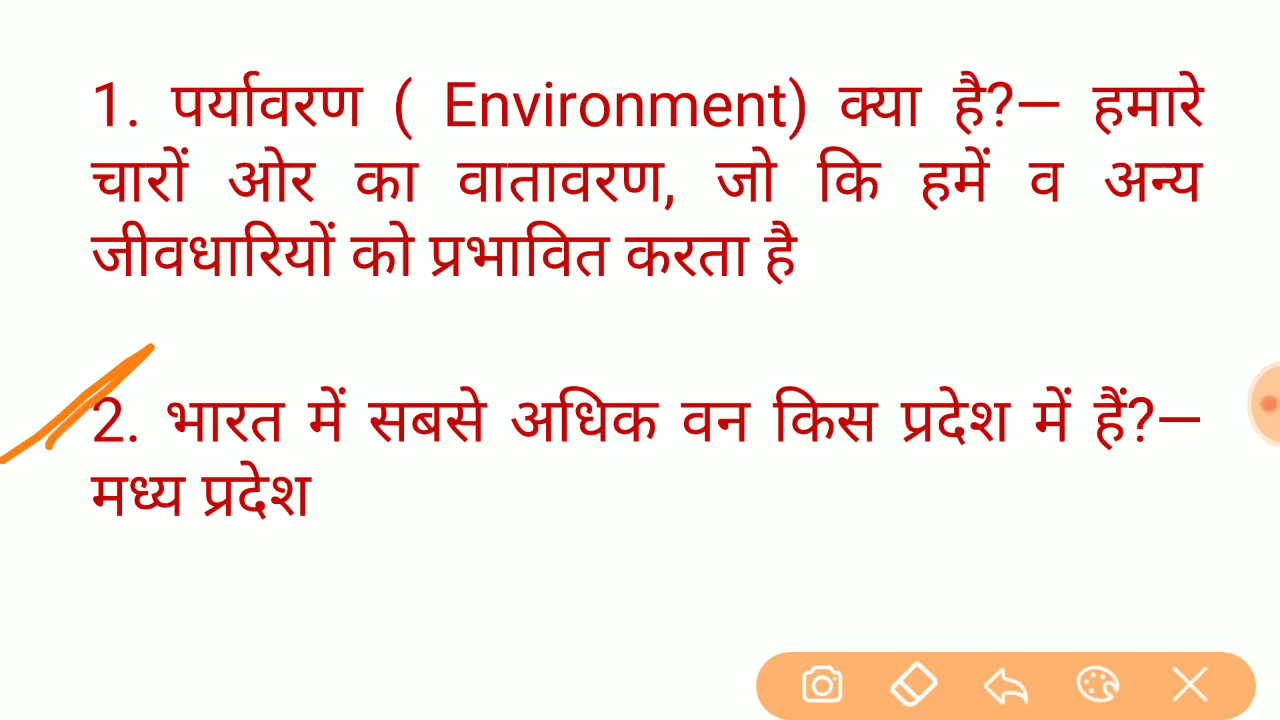 1. पर्यावरण ( Environment) क्या है?— हमारे
चारों ओर का वातावरण, जो कि हमें व अन्य
जीवधारियों को प्रभावित करता है
2. भारत में सबसे अधिक वन किस प्रदेश में हैं?—
मध्य प्रदेश